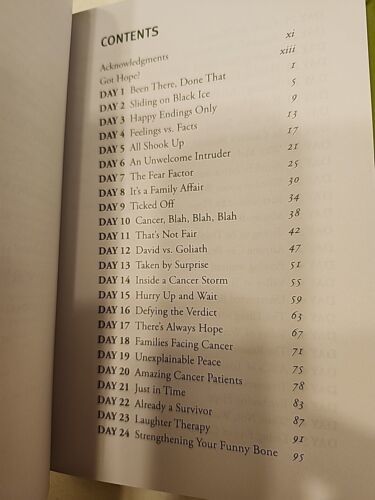 CONTENTS
Acknowledgments xi
Got Hope? xiii
DAY 1 Been There, Done That 1
DAY 2 Sliding on Black Ice 5
DAY 3 Happy Endings Only 9
DAY 4 Feelings vs. Facts 13
DAY 5 All Shook Up 17
DAY 6 An Unwelcome Intruder 21
DAY 7 The Fear Factor 25
DAY 8 It's a Family Affair 30
DAY 9 Ticked Off 34
DAY 10 Cancer, Blah, Blah, Blah 38
DAY 11 That's Not Fair 42
DAY 12 David vs. Goliath 47
DAY 13 Taken by Surprise 51
DAY 14 Inside a Cancer Storm 55
DAY 15 Hurry Up and Wait 59
DAY 16 Defying the Verdict 63
DAY 17 There's Always Hope 67
DAY 18 Families Facing Cancer 71
DAY 19 Unexplainable Peace 75
DAY 20 Amazing Cancer Patients 78
DAY 21 Just in Time 83
DAY 22 Already a Survivor 87
DAY 23 Laughter Therapy 91
DAY 24 Strengthening Your Funny Bone 95